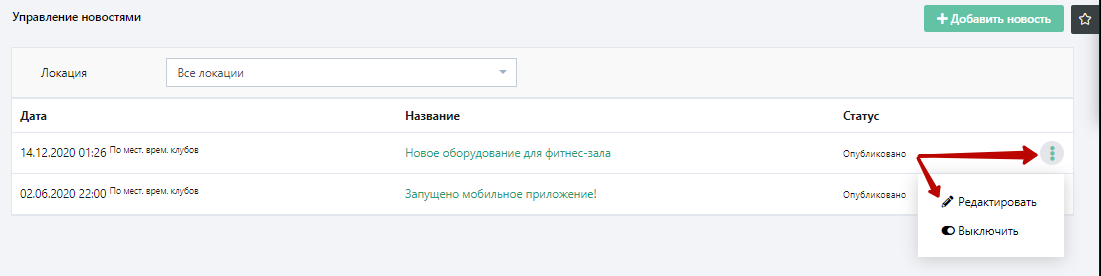 Управление новостями
Добавить новость
Локация
Все локации
Дата Название Статус
14.12.2020 01:26 По мест. врем. клубов Новое оборудование для фитнес-зала Опубликовано
02.06.2020 22:00 По мест. врем. клубов Запущено мобильное приложение! Опубликовано
Редактировать
Выключить